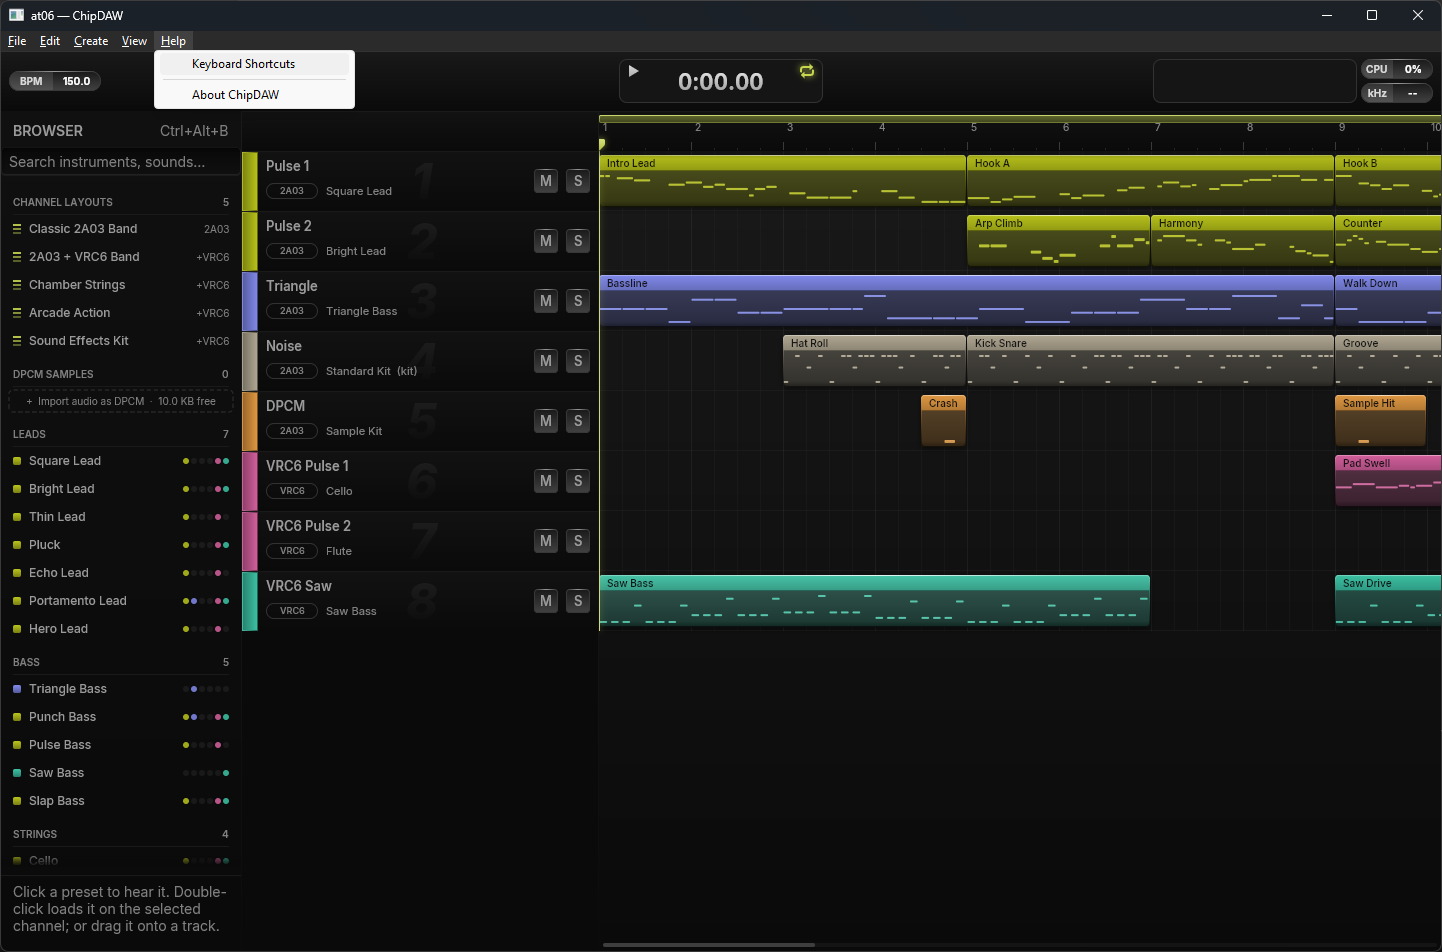 at06 — ChipDAW
File Edit Create View Help
Keyboard Shortcuts
About ChipDAW
BPM 150.0
0:00.00
CPU 0%
kHz --
BROWSER Ctrl+Alt+B
Search instruments, sounds...
CHANNEL LAYOUTS 5
Classic 2A03 Band 2A03
2A03 + VRC6 Band +VRC6
Chamber Strings +VRC6
Arcade Action +VRC6
Sound Effects Kit +VRC6
DPCM SAMPLES 0
+ Import audio as DPCM · 10.0 KB free
LEADS 7
Square Lead
Bright Lead
Thin Lead
Pluck
Echo Lead
Portamento Lead
Hero Lead
BASS 5
Triangle Bass
Punch Bass
Pulse Bass
Saw Bass
Slap Bass
STRINGS 4
Cello
Click a preset to hear it. Double-
click loads it on the selected
channel; or drag it onto a track.
Pulse 1 1 M S
2A03 Square Lead
Pulse 2 2 M S
2A03 Bright Lead
Triangle 3 M S
2A03 Triangle Bass
Noise 4 M S
2A03 Standard Kit (kit)
DPCM 5 M S
2A03 Sample Kit
VRC6 Pulse 1 6 M S
VRC6 Cello
VRC6 Pulse 2 7 M S
VRC6 Flute
VRC6 Saw 8 M S
VRC6 Saw Bass
1 2 3 4 5 6 7 8 9 10
Intro Lead Hook A Hook B
Arp Climb Harmony Counter
Bassline Walk Down
Hat Roll Kick Snare Groove
Crash Sample Hit
Pad Swell
Saw Bass Saw Drive